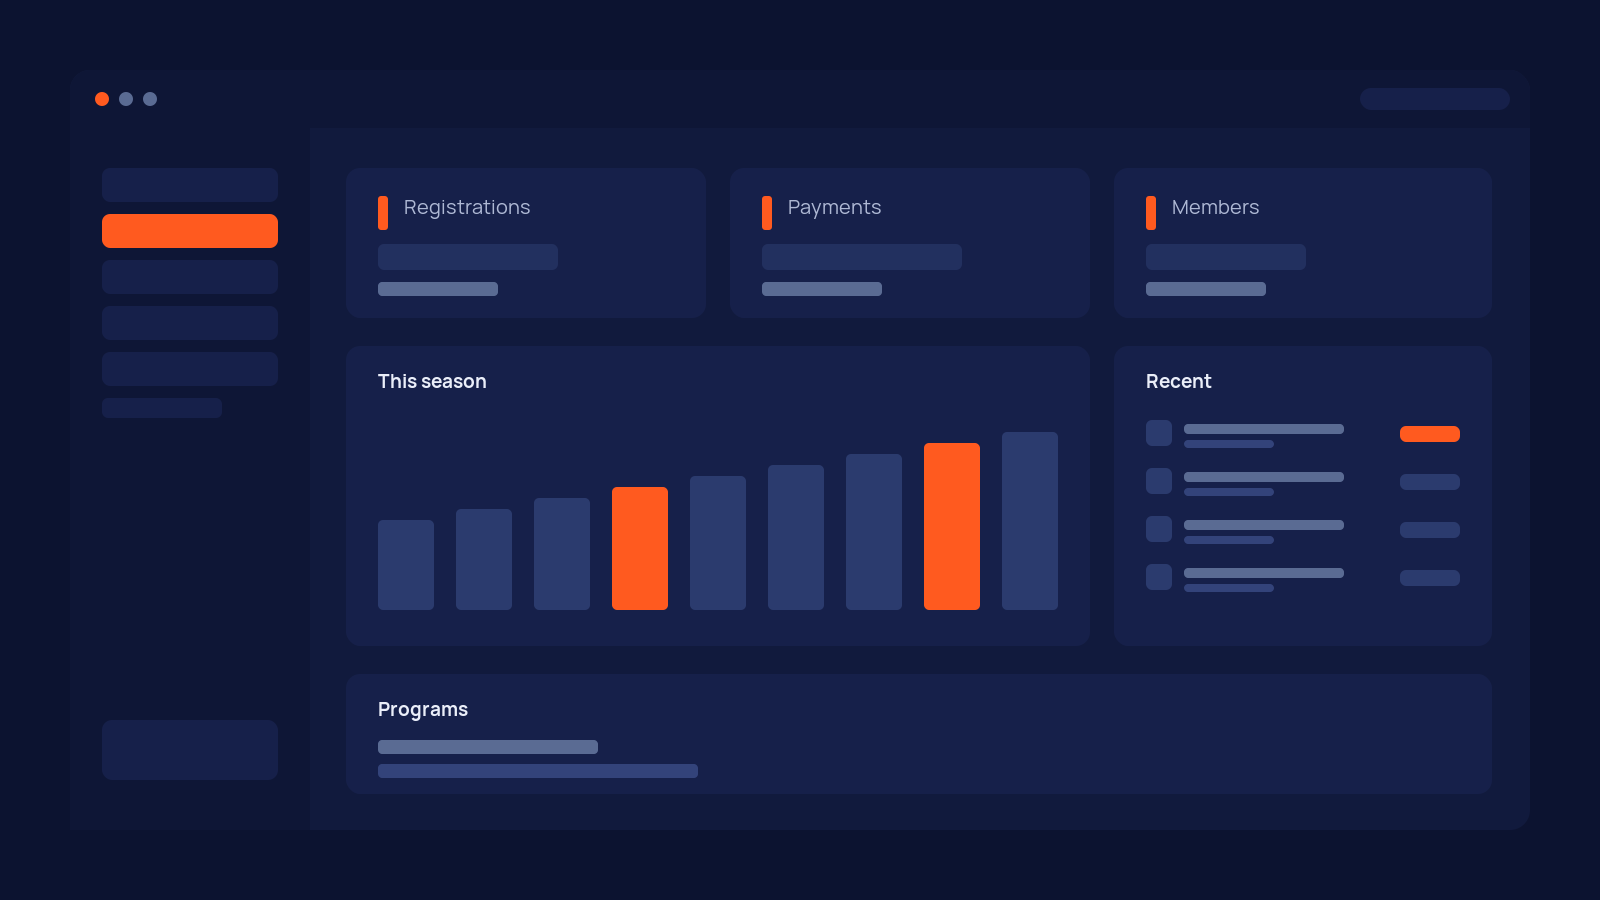 Registrations
Payments
Members
This season
Recent
Programs